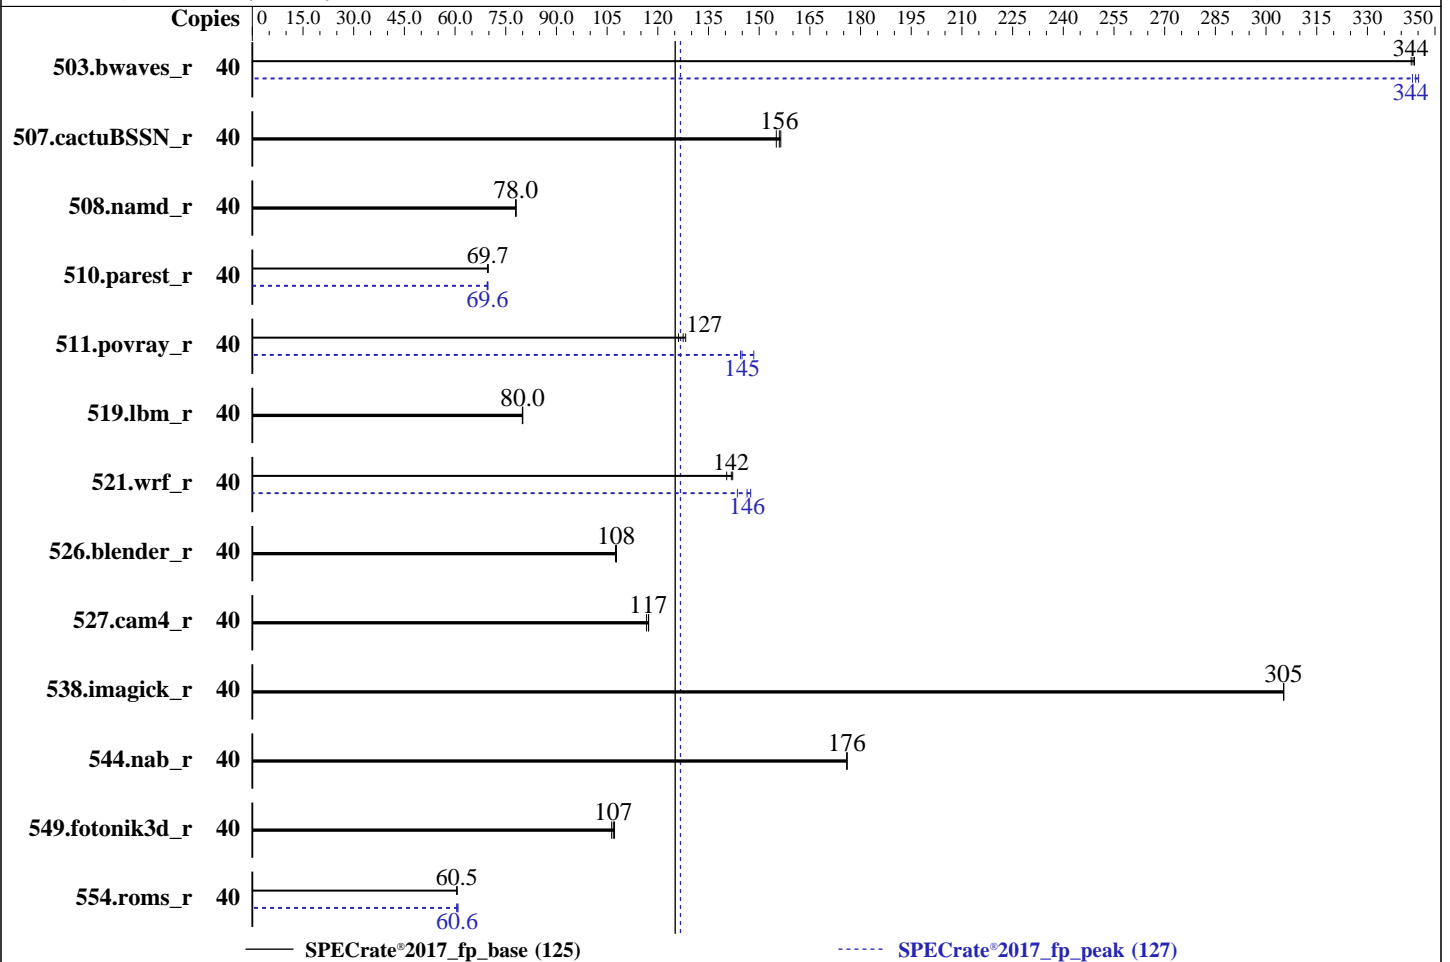 Copies 0 15.0 30.0 45.0 60.0 75.0 90.0 105 120 135 150 165 180 195 210 225 240 255 270 285 300 315 330 350
503.bwaves_r 40 344
344
507.cactuBSSN_r 40 156
508.namd_r 40 78.0
510.parest_r 40 69.7
69.6
511.povray_r 40 127
145
519.lbm_r 40 80.0
521.wrf_r 40 142
146
526.blender_r 40 108
527.cam4_r 40 117
538.imagick_r 40 305
544.nab_r 40 176
549.fotonik3d_r 40 107
554.roms_r 40 60.5
60.6
SPECrate®2017_fp_base (125) SPECrate®2017_fp_peak (127)